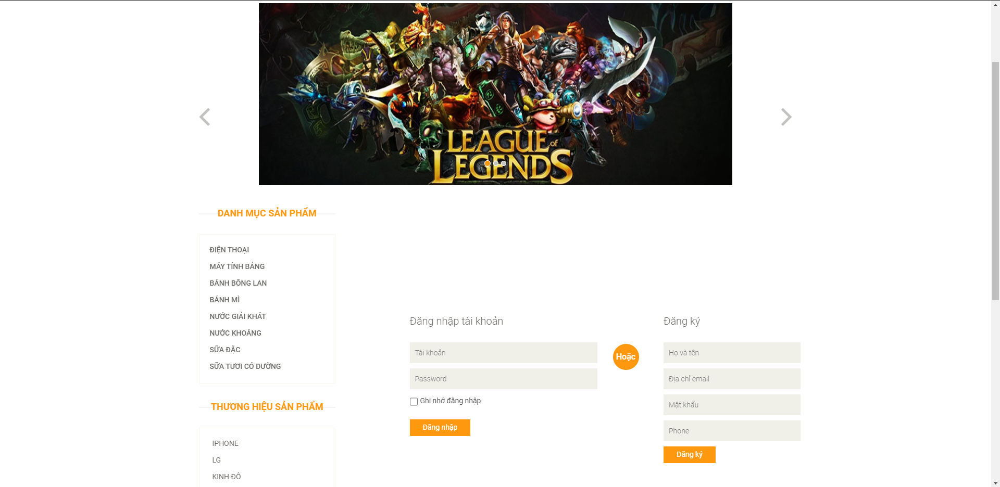 LEAGUE of
LEGENDS
DANH MỤC SẢN PHẨM
ĐIỆN THOẠI
MÁY TÍNH BẢNG
BÁNH BÔNG LAN
BÁNH MÌ
NƯỚC GIẢI KHÁT
NƯỚC KHOÁNG
SỮA ĐẶC
SỮA TƯƠI CÓ ĐƯỜNG
THƯƠNG HIỆU SẢN PHẨM
IPHONE
LG
KINH ĐÔ
Đăng nhập tài khoản
Tài khoản
Password
Ghi nhớ đăng nhập
Đăng nhập
Hoặc
Đăng ký
Họ và tên
Địa chỉ email
Mật khẩu
Phone
Đăng ký